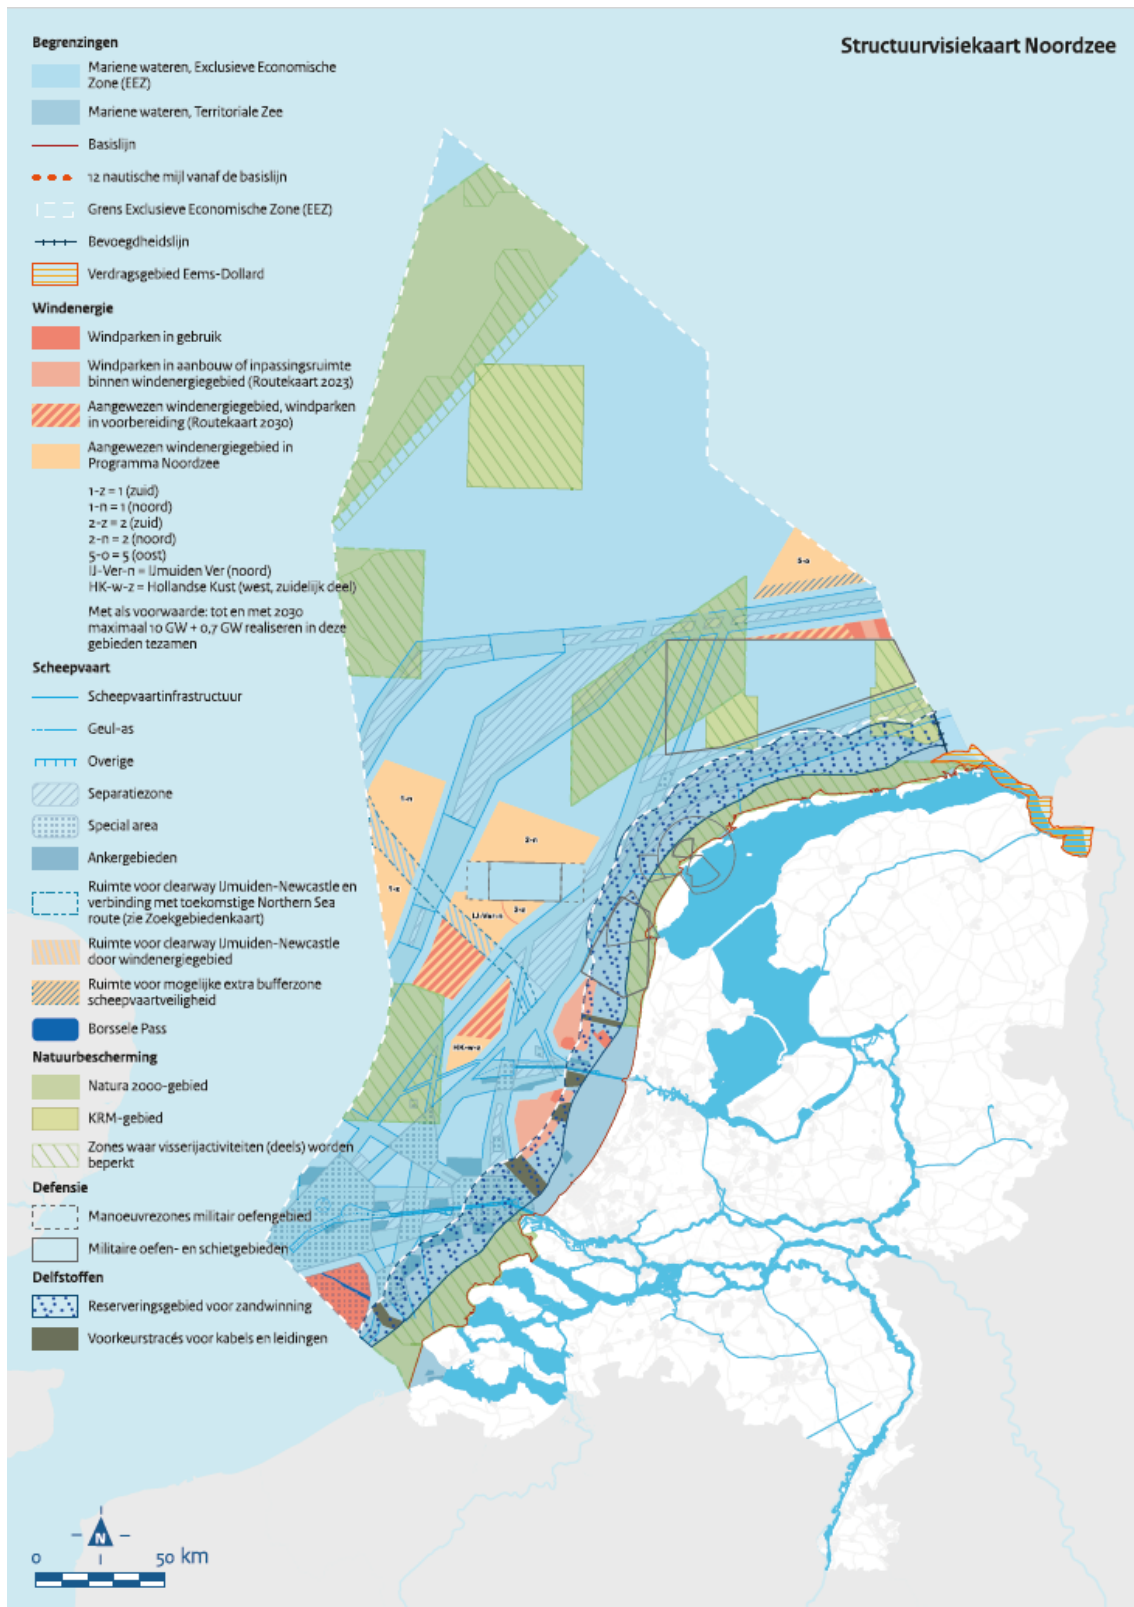 Structuurvisiekaart Noordzee
Begrenzingen
Mariene wateren, Exclusieve Economische
Zone (EEZ)
Mariene wateren, Territoriale Zee
Basislijn
12 nautische mijl vanaf de basislijn
Grens Exclusieve Economische Zone (EEZ)
Bevoegdheidslijn
Verdragsgebied Eems-Dollard
Windenergie
Windparken in gebruik
Windparken in aanbouw of inpassingsruimte
binnen windenergiegebied (Routekaart 2023)
Aangewezen windenergiegebied, windparken
in voorbereiding (Routekaart 2030)
Aangewezen windenergiegebied in
Programma Noordzee
1-z = 1 (zuid)
1-n = 1 (noord)
2-z = 2 (zuid)
2-n = 2 (noord)
5-o = 5 (oost)
IJ-Ver-n = IJmuiden Ver (noord)
HK-w-z = Hollandse Kust (west, zuidelijk deel)
Met als voorwaarde: tot en met 2030
maximaal 10 GW + 0,7 GW realiseren in deze
gebieden tezamen
Scheepvaart
Scheepvaartinfrastructuur
Geul-as
Overige
Separatiezone
Special area
Ankergebieden
Ruimte voor clearway IJmuiden-Newcastle en
verbinding met toekomstige Northern Sea
route (zie Zoekgebiedenkaart)
Ruimte voor clearway IJmuiden-Newcastle
door windenergiegebied
Ruimte voor mogelijke extra bufferzone
scheepvaartveiligheid
Borssele Pass
Natuurbescherming
Natura 2000-gebied
KRM-gebied
Zones waar visserijactiviteiten (deels) worden
beperkt
Defensie
Manoeuvrezones militair oefengebied
Militaire oefen- en schietgebieden
Delfstoffen
Reserveringsgebied voor zandwinning
Voorkeurstracés voor kabels en leidingen
5-o
1-n
2-n
1-z
IJ-Ver-n
2-z
HK-w-z
N
0
50 km